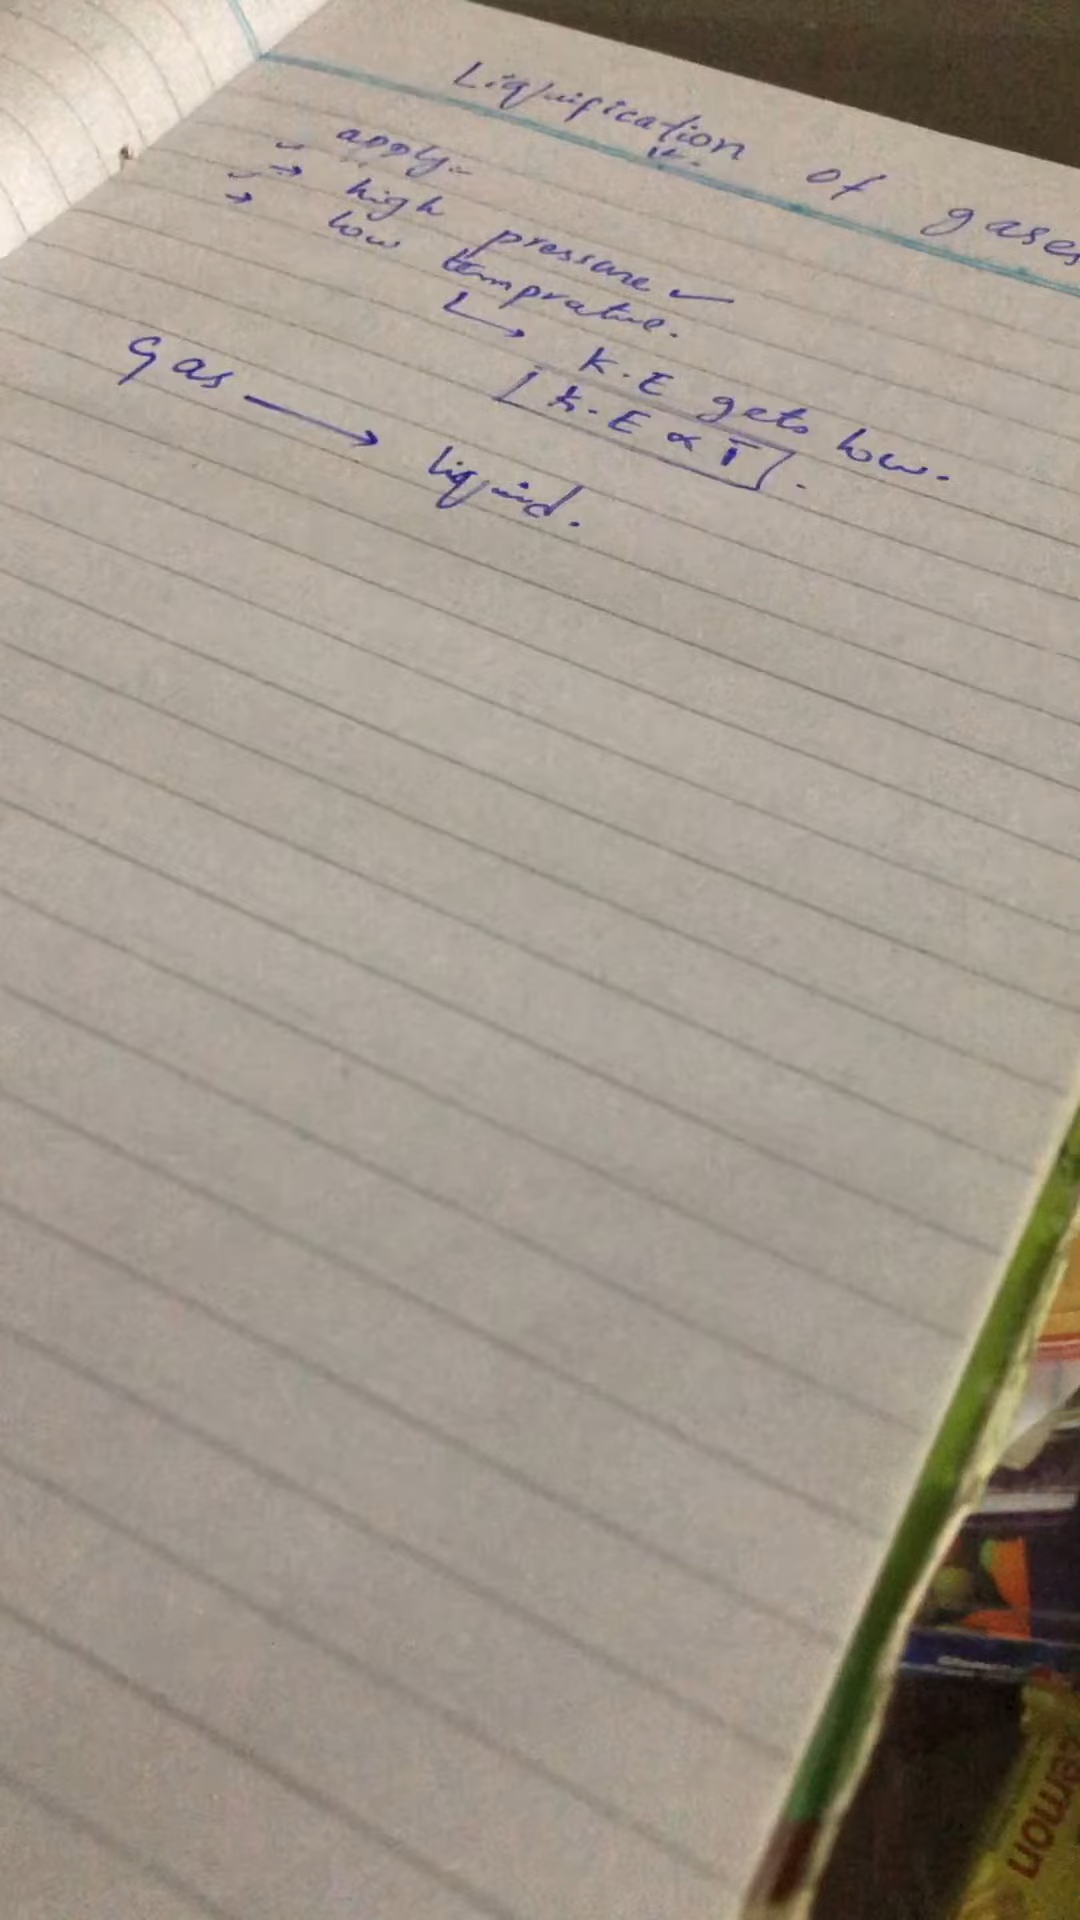 Liquification of gases
apply:-
→ high pressure
→ low temprature.
↳ K.E gets low.
[K.E ∝ T].
Gas → liquid.